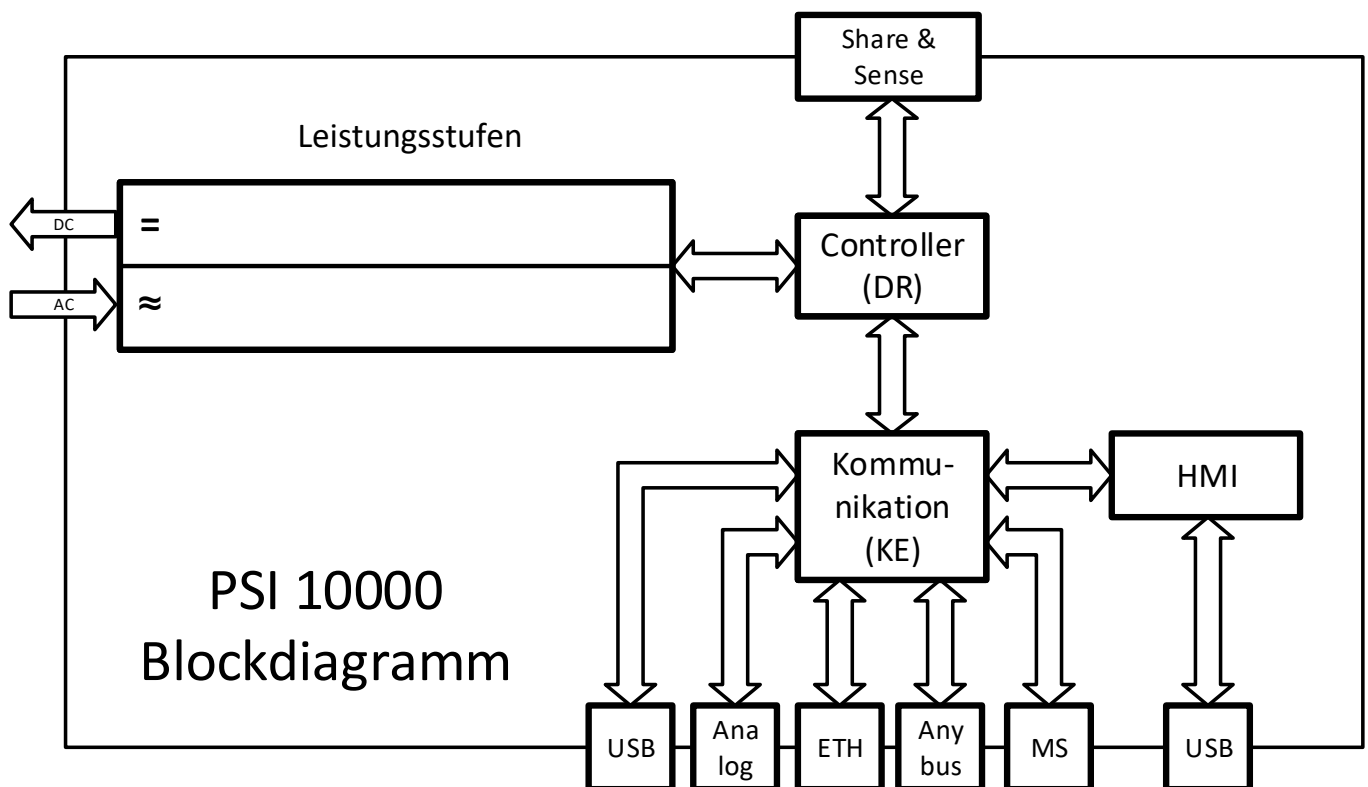 Share &
Sense
Leistungsstufen
DC
=
Controller
(DR)
AC
≈
Kommu-
nikation
(KE)
HMI
PSI 10000
Blockdiagramm
USB
Ana
log
ETH
Any
bus
MS
USB